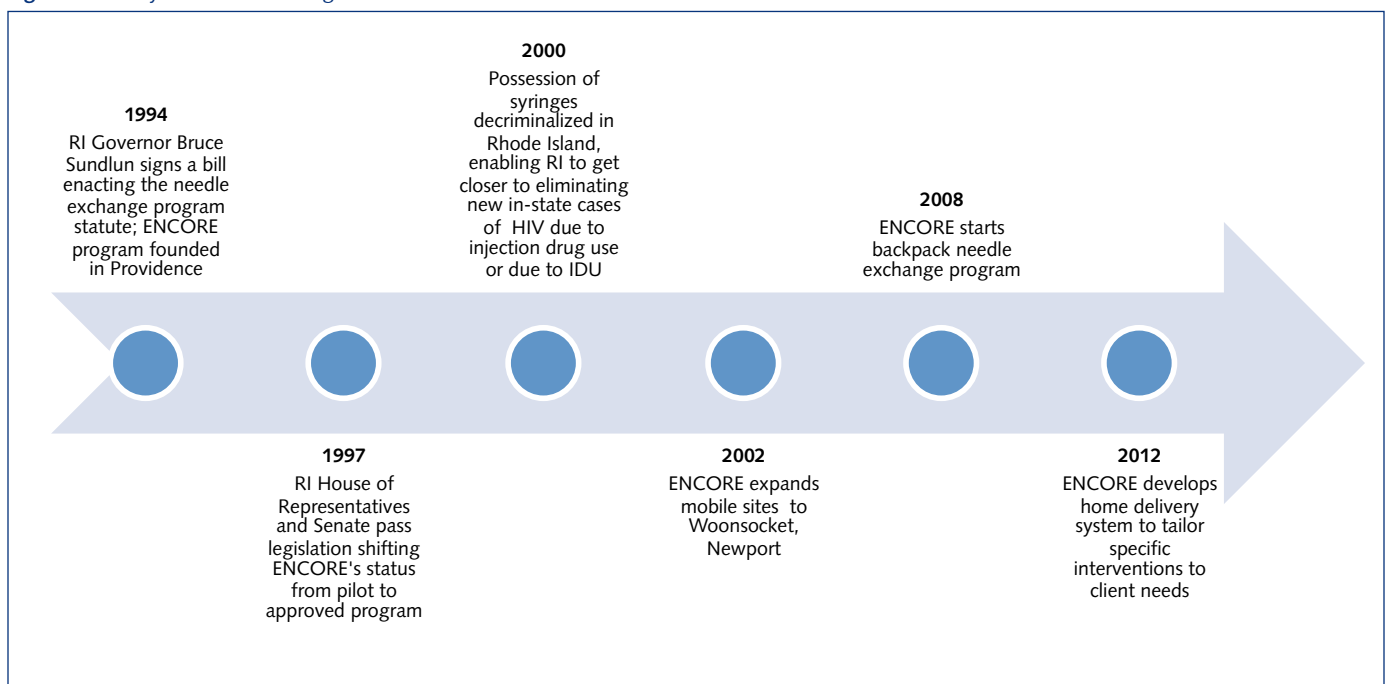 1994
RI Governor Bruce
Sundlun signs a bill
enacting the needle
exchange program
statute; ENCORE
program founded
in Providence
1997
RI House of
Representatives
and Senate pass
legislation shifting
ENCORE's status
from pilot to
approved program
2000
Possession of
syringes
decriminalized in
Rhode Island,
enabling RI to get
closer to eliminating
new in-state cases
of HIV due to
injection drug use
or due to IDU
2002
ENCORE expands
mobile sites to
Woonsocket,
Newport
2008
ENCORE starts
backpack needle
exchange program
2012
ENCORE develops
home delivery
system to tailor
specific
interventions to
client needs